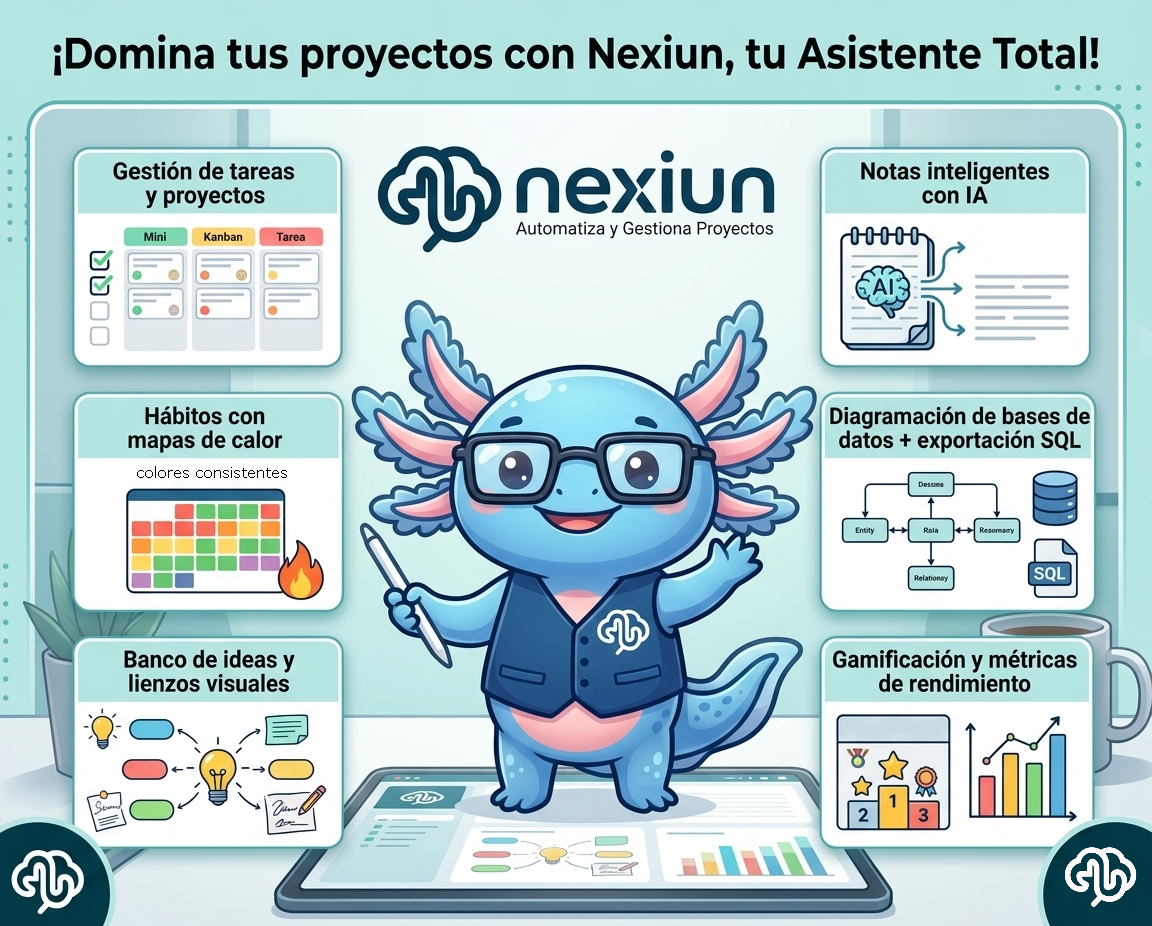 ¡Domina tus proyectos con Nexiun, tu Asistente Total!
nexiun
Automatiza y Gestiona Proyectos
Gestión de tareas
y proyectos
Mini
Kanban
Tarea
Hábitos con
mapas de calor
colores consistentes
Banco de ideas y
lienzos visuales
Notas inteligentes
con IA
AI
Diagramación de bases de
datos + exportación SQL
Entity
Relationay
SQL
Gamificación y métricas
de rendimiento
2
1
3